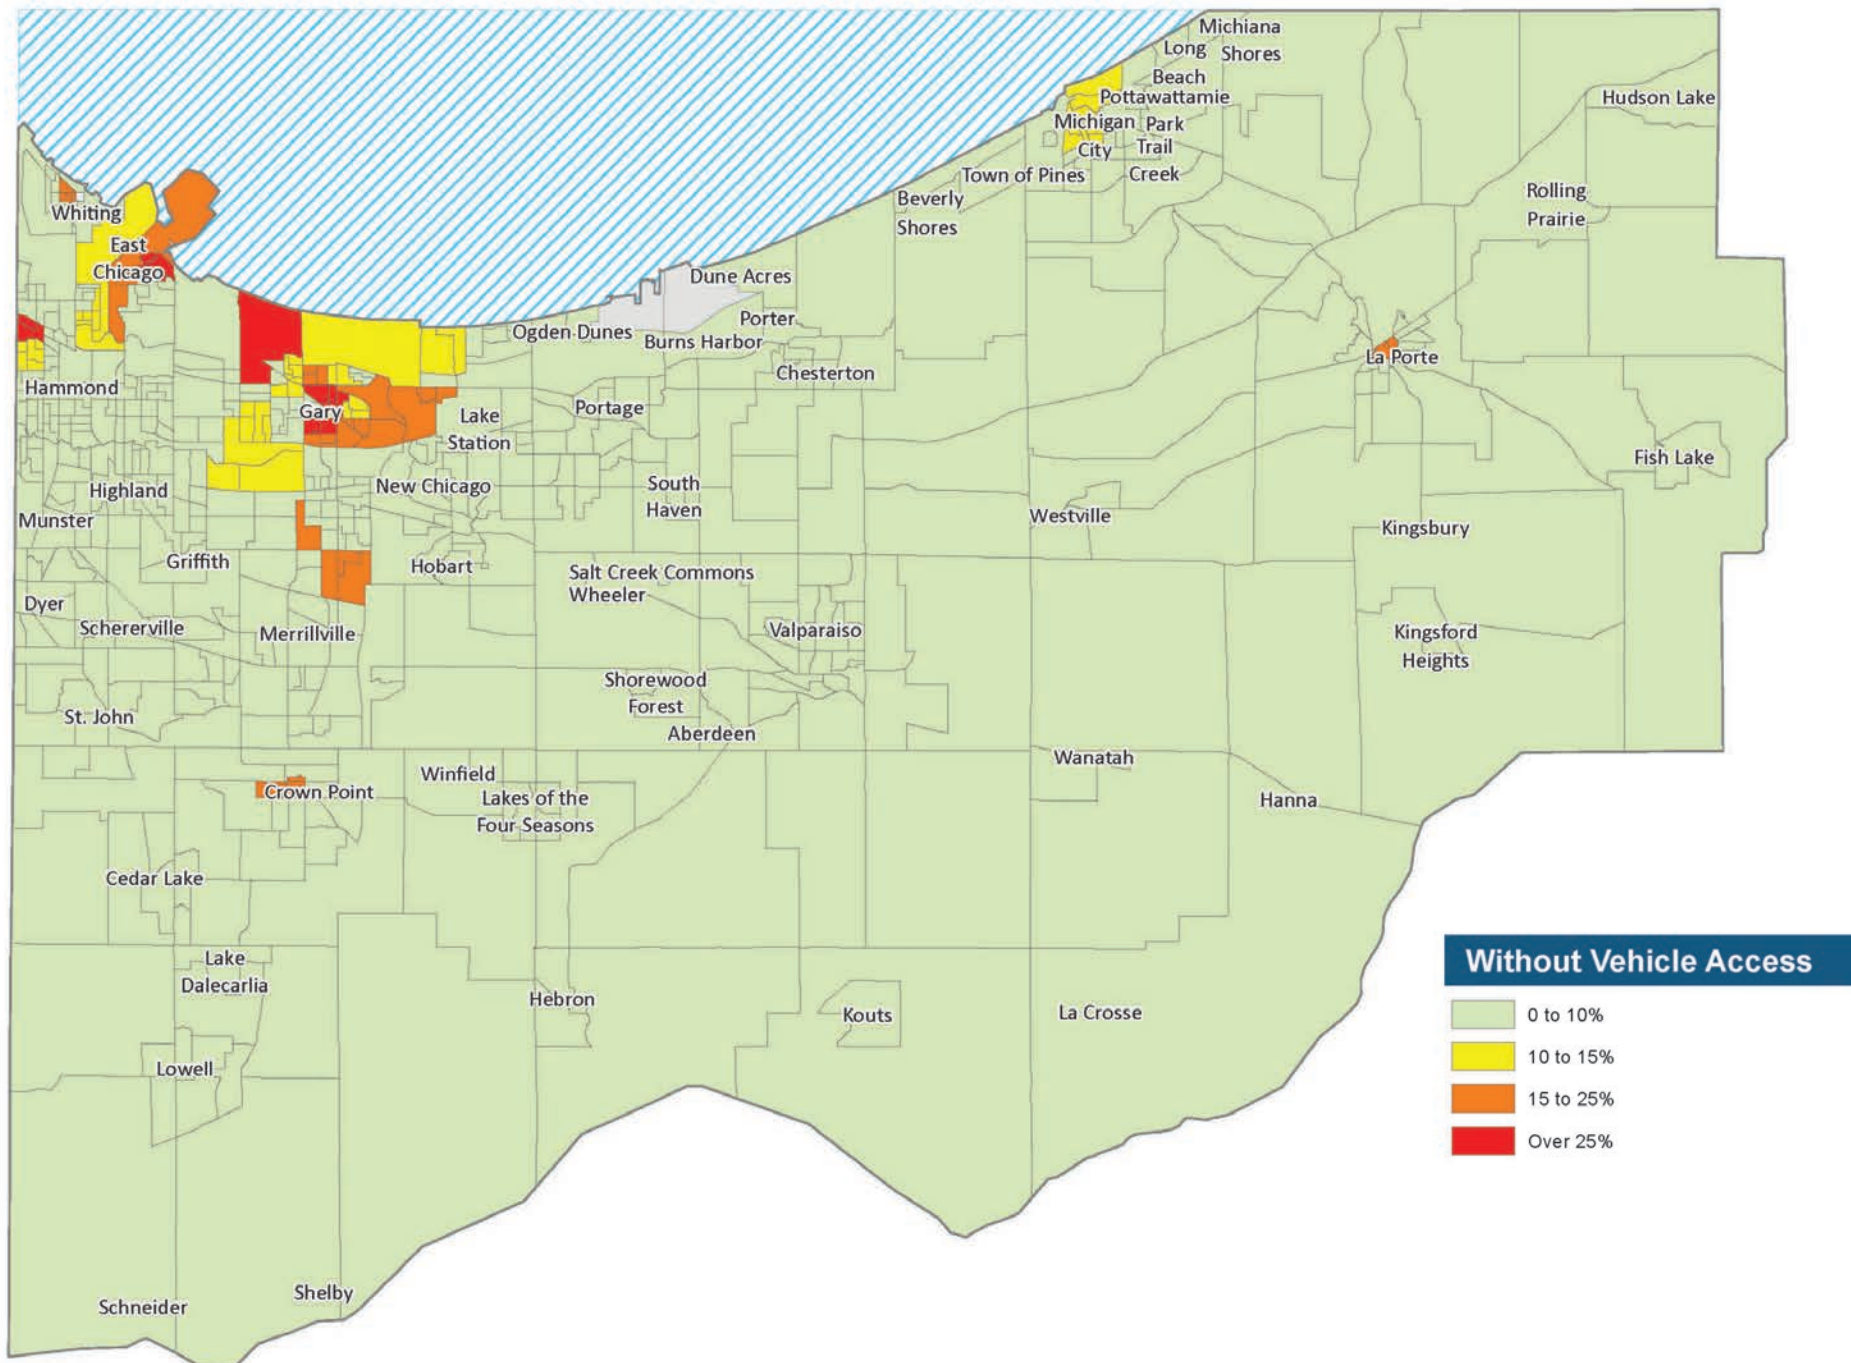 Michiana
Shores
Long
Beach
Pottawattamie
Park
Hudson Lake
Michigan
City
Trail
Creek
Town of Pines
Rolling
Prairie
Beverly
Shores
Whiting
East
Chicago
Dune Acres
Ogden Dunes
Porter
Burns Harbor
La Porte
Chesterton
Hammond
Gary
Lake
Station
Portage
Fish Lake
Highland
New Chicago
South
Haven
Munster
Westville
Kingsbury
Griffith
Hobart
Salt Creek Commons
Wheeler
Dyer
Schererville
Merrillville
Valparaiso
Kingsford
Heights
Shorewood
Forest
St. John
Aberdeen
Wanatah
Winfield
Crown Point
Lakes of the
Four Seasons
Hanna
Cedar Lake
Lake
Dalecarlia
Hebron
Kouts
La Crosse
Lowell
Shelby
Schneider
Without Vehicle Access
0 to 10%
10 to 15%
15 to 25%
Over 25%